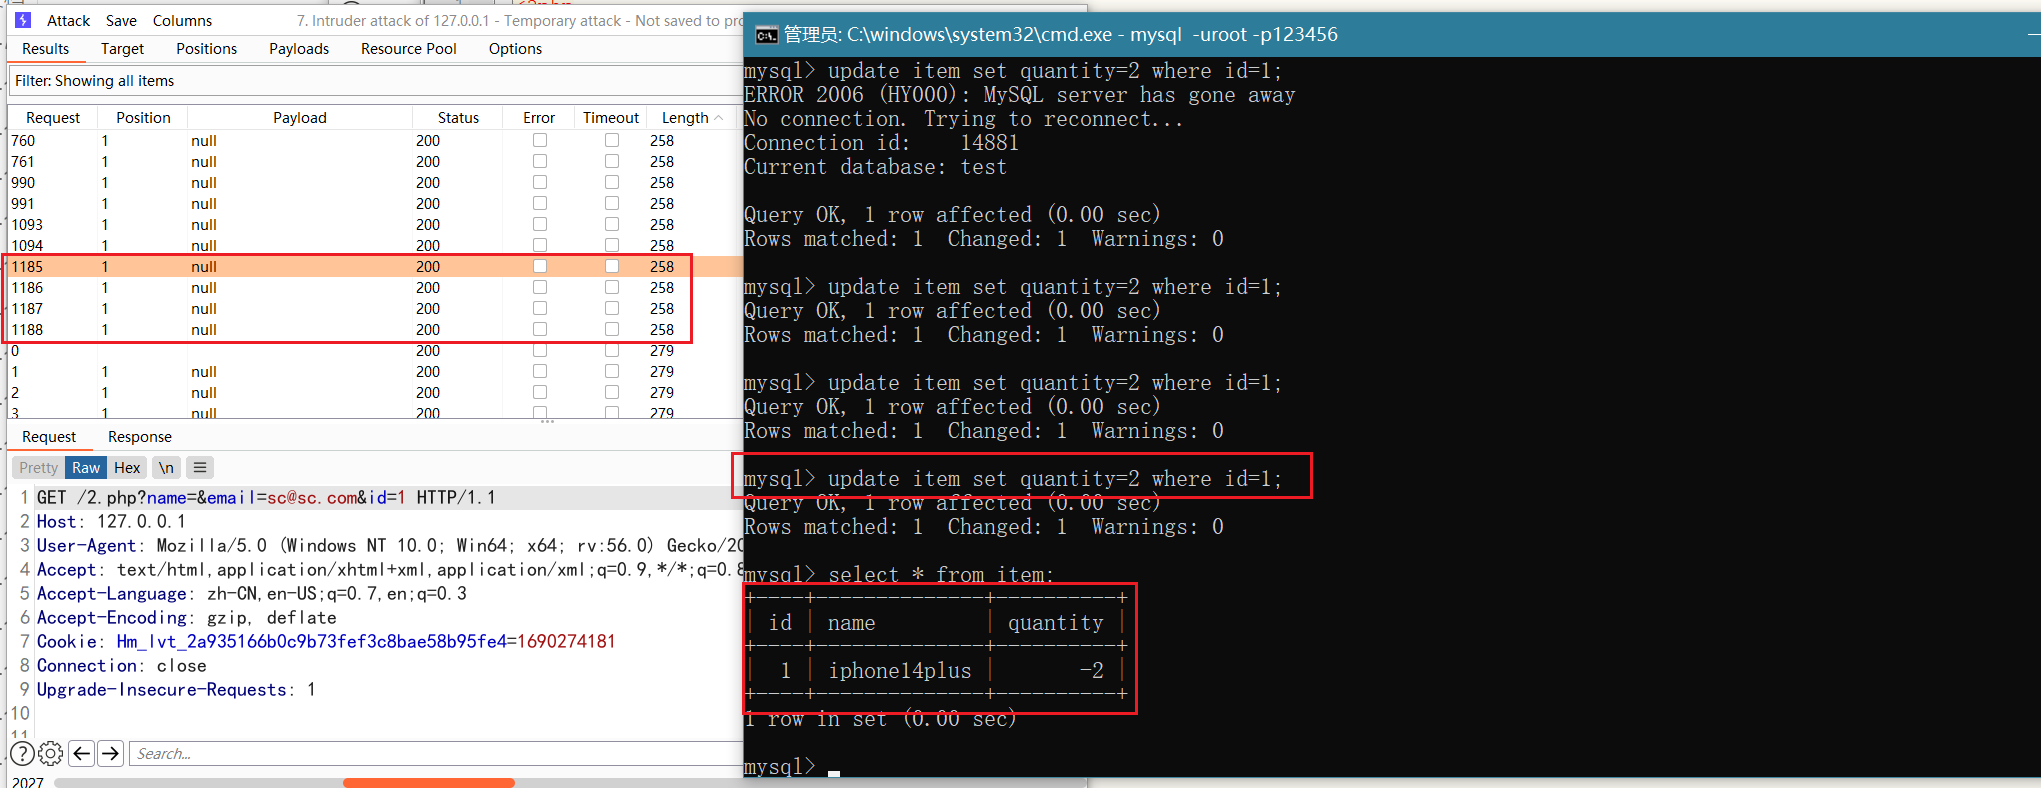 Attack Save Columns 7. Intruder attack of 127.0.0.1 - Temporary attack - Not saved to pro
Results Target Positions Payloads Resource Pool Options
Filter: Showing all items
Request Position Payload Status Error Timeout Length
760 1 null 200 258
761 1 null 200 258
990 1 null 200 258
991 1 null 200 258
1093 1 null 200 258
1094 1 null 200 258
1185 1 null 200 258
1186 1 null 200 258
1187 1 null 200 258
1188 1 null 200 258
0 200 279
1 1 null 200 279
2 1 null 200 279
3 1 null 200 279
Request Response
Pretty Raw Hex \n
1 GET /2.php?name=&email=sc@sc.com&id=1 HTTP/1.1
2 Host: 127.0.0.1
3 User-Agent: Mozilla/5.0 (Windows NT 10.0; Win64; x64; rv:56.0) Gecko/20
4 Accept: text/html,application/xhtml+xml,application/xml;q=0.9,*/*;q=0.8
5 Accept-Language: zh-CN,en-US;q=0.7,en;q=0.3
6 Accept-Encoding: gzip, deflate
7 Cookie: Hm_lvt_2a935166b0c9b73fef3c8bae58b95fe4=1690274181
8 Connection: close
9 Upgrade-Insecure-Requests: 1
10
11
Search...
2027
管理员: C:\windows\system32\cmd.exe - mysql -uroot -p123456
mysql> update item set quantity=2 where id=1;
ERROR 2006 (HY000): MySQL server has gone away
No connection. Trying to reconnect...
Connection id:    14881
Current database: test
Query OK, 1 row affected (0.00 sec)
Rows matched: 1  Changed: 1  Warnings: 0
mysql> update item set quantity=2 where id=1;
Query OK, 1 row affected (0.00 sec)
Rows matched: 1  Changed: 1  Warnings: 0
mysql> update item set quantity=2 where id=1;
Query OK, 1 row affected (0.00 sec)
Rows matched: 1  Changed: 1  Warnings: 0
mysql> update item set quantity=2 where id=1;
Query OK, 1 row affected (0.00 sec)
Rows matched: 1  Changed: 1  Warnings: 0
mysql> select * from item;
+----+--------------+----------+
| id | name         | quantity |
+----+--------------+----------+
|  1 | iphone14plus |       -2 |
+----+--------------+----------+
1 row in set (0.00 sec)
mysql>